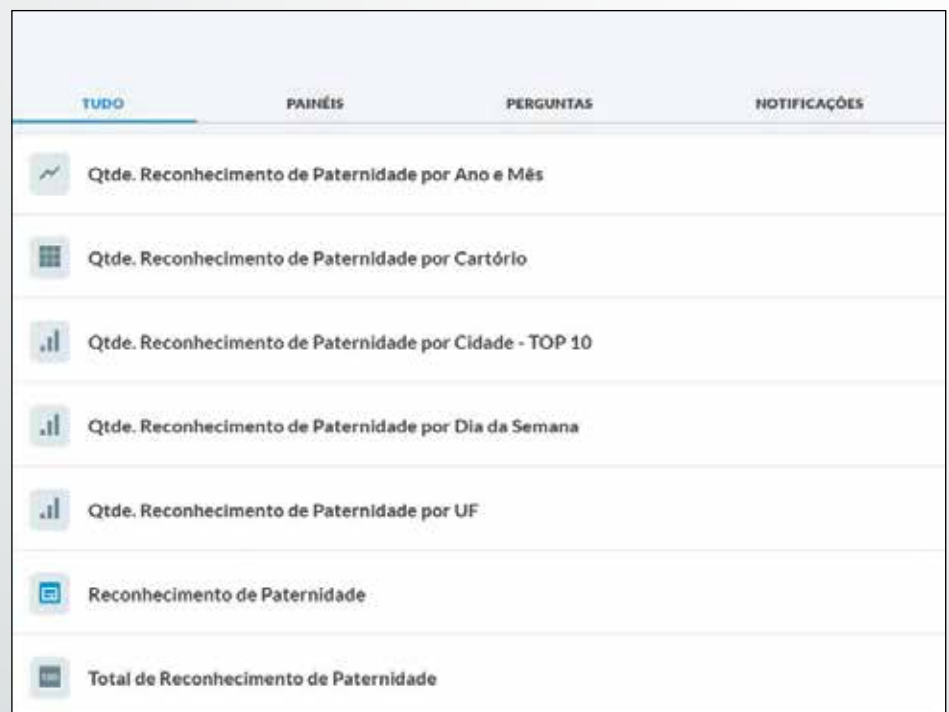 TUDO PAINÉIS PERGUNTAS NOTIFICAÇÕES
Qtde. Reconhecimento de Paternidade por Ano e Mês
Qtde. Reconhecimento de Paternidade por Cartório
Qtde. Reconhecimento de Paternidade por Cidade - TOP 10
Qtde. Reconhecimento de Paternidade por Dia da Semana
Qtde. Reconhecimento de Paternidade por UF
Reconhecimento de Paternidade
Total de Reconhecimento de Paternidade